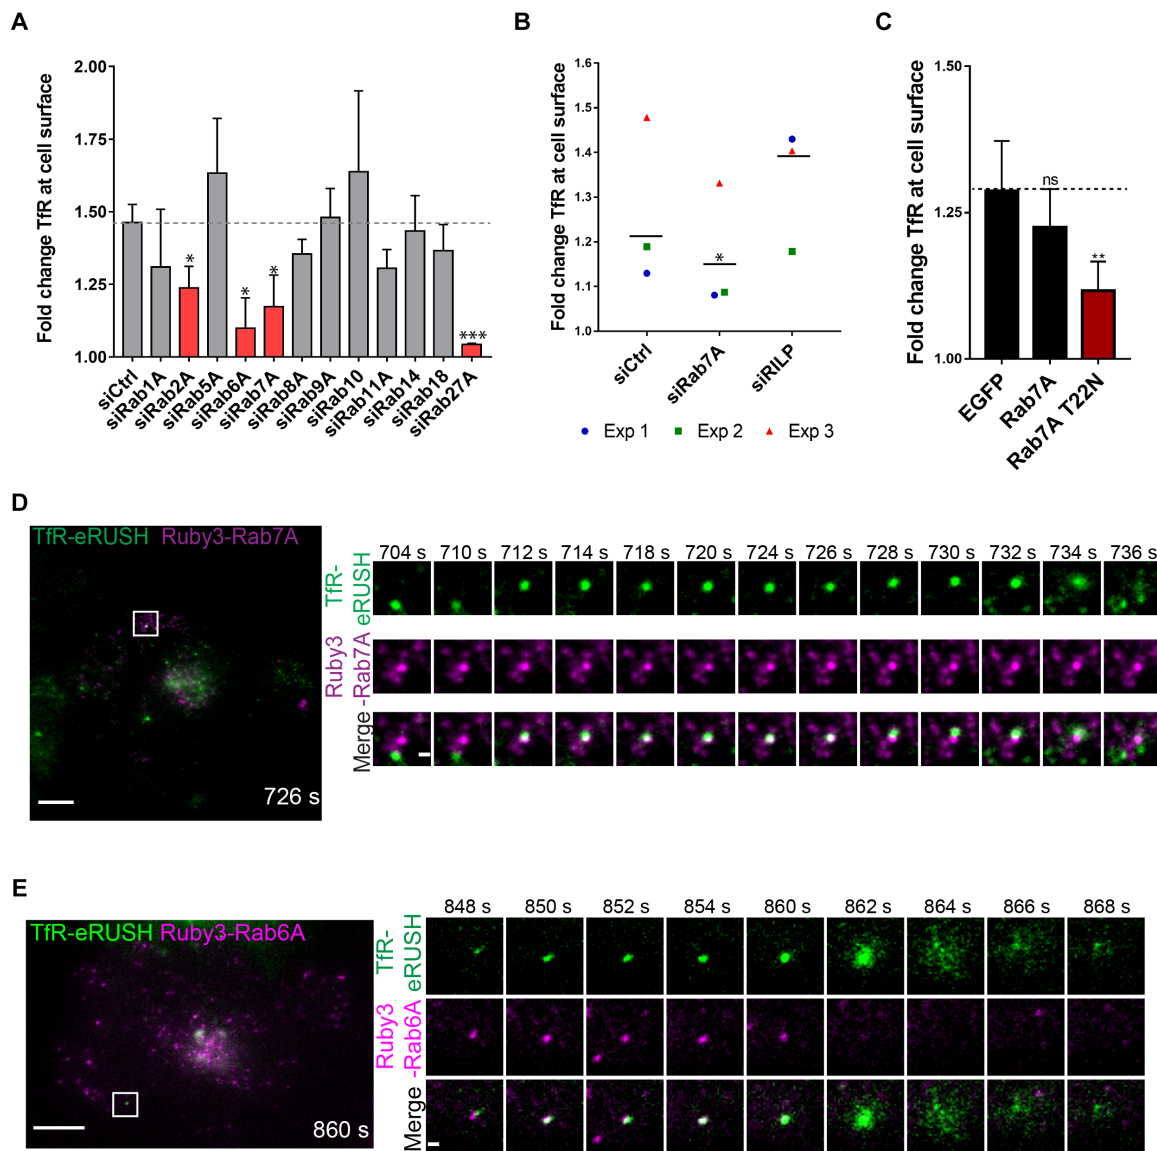 A
Fold change TfR at cell surface
2.00
1.75
1.50
1.25
1.00
*
*
*
***
siCtrl
siRab1A
siRab2A
siRab5A
siRab6A
siRab7A
siRab8A
siRab9A
siRab10
siRab11A
siRab14
siRab18
siRab27A
B
Fold change TfR at cell surface
1.6
1.5
1.4
1.3
1.2
1.1
1.0
*
siCtrl
siRab7A
siRILP
Exp 1 Exp 2 Exp 3
C
Fold change TfR at cell surface
1.50
1.25
1.00
ns
**
EGFP
Rab7A
Rab7A T22N
D
TfR-eRUSH Ruby3-Rab7A
726 s
704 s 710 s 712 s 714 s 718 s 720 s 724 s 726 s 728 s 730 s 732 s 734 s 736 s
TfR-
eRUSH
Ruby3
-Rab7A
Merge
E
TfR-eRUSH Ruby3-Rab6A
860 s
848 s 850 s 852 s 854 s 860 s 862 s 864 s 866 s 868 s
TfR-
eRUSH
Ruby3
-Rab6A
Merge